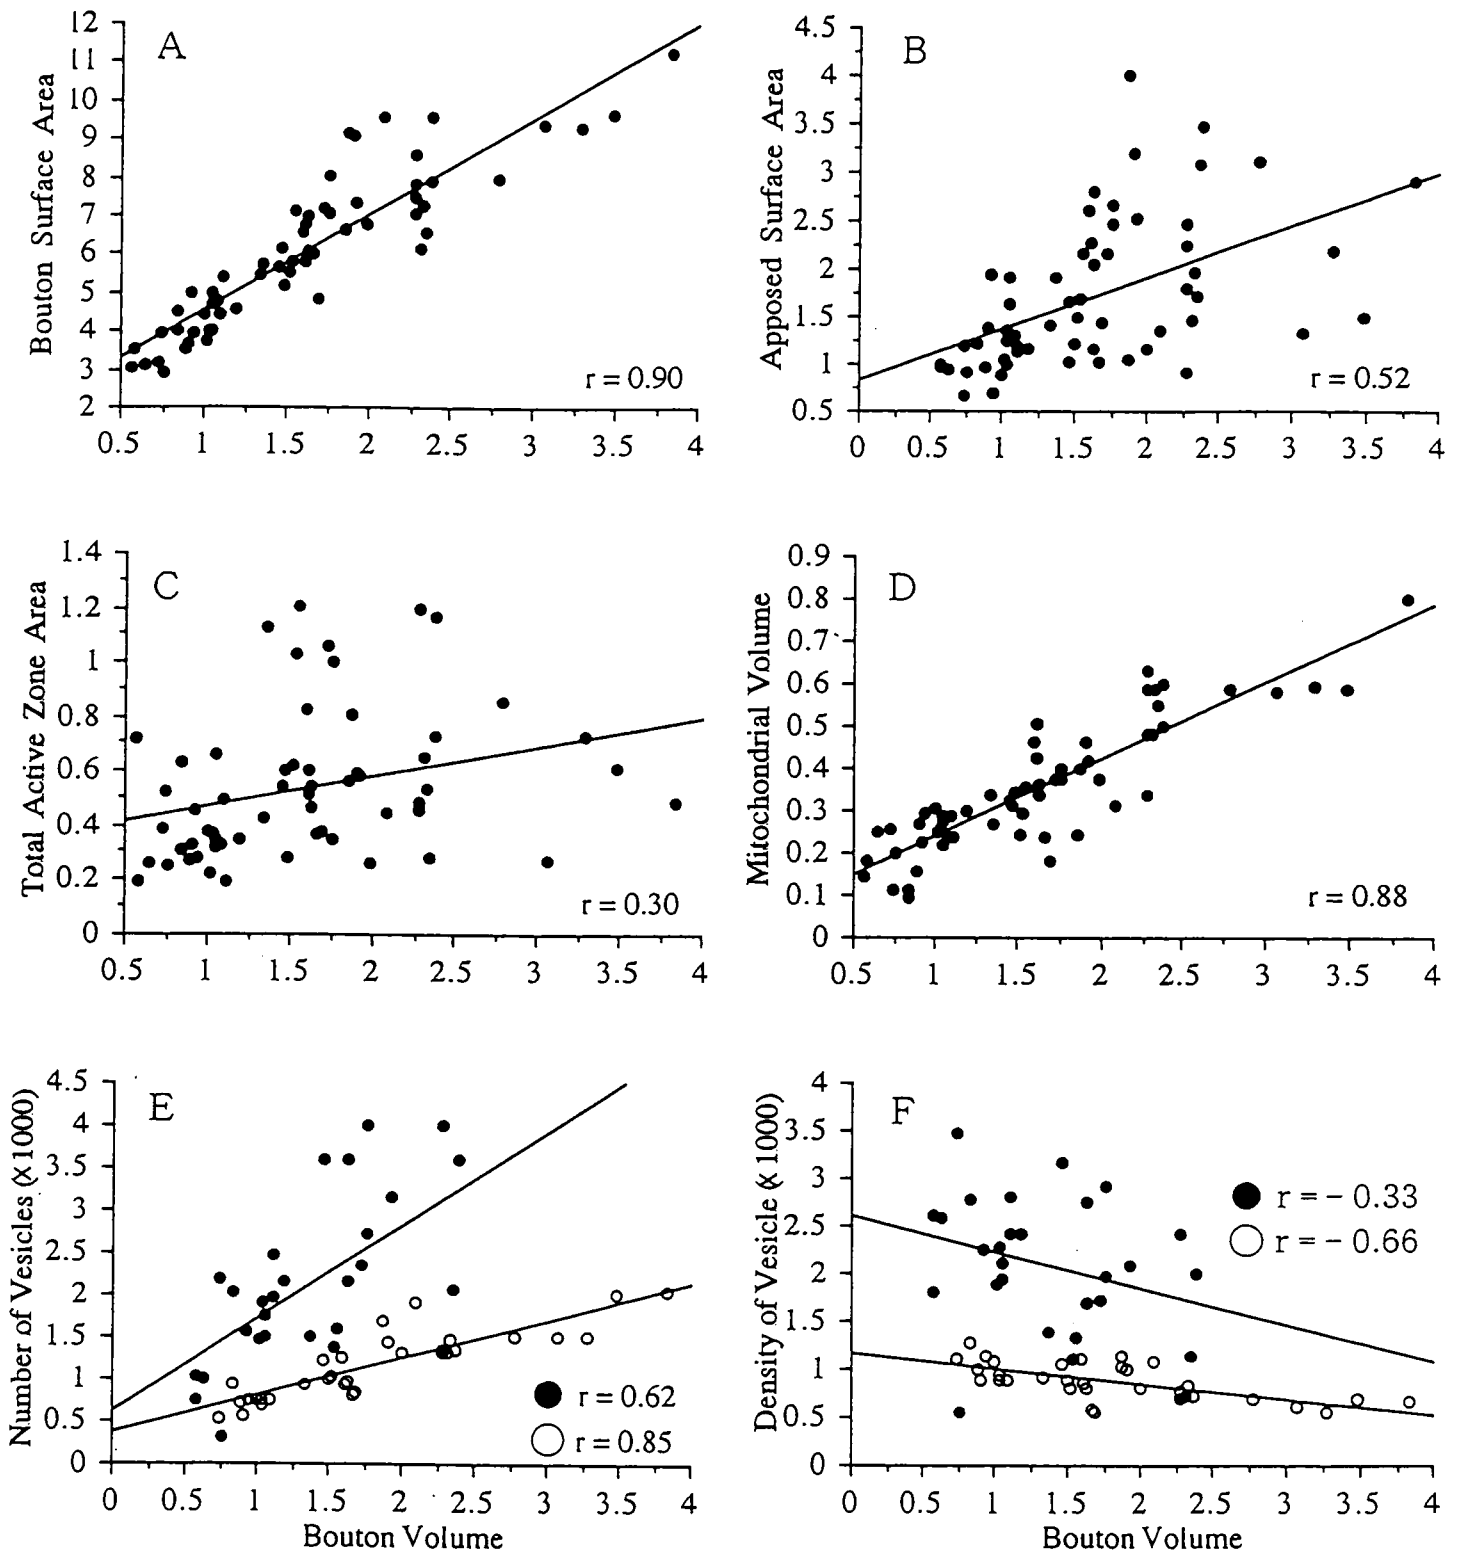 A
Bouton Surface Area
12
11
10
9
8
7
6
5
4
3
2
r = 0.90
0.5 1 1.5 2 2.5 3 3.5 4
B
Apposed Surface Area
4.5
4
3.5
3
2.5
2
1.5
1
0.5
r = 0.52
0 0.5 1 1.5 2 2.5 3 3.5 4
C
Total Active Zone Area
1.4
1.2
1
0.8
0.6
0.4
0.2
0
r = 0.30
0.5 1 1.5 2 2.5 3 3.5 4
D
Mitochondrial Volume
0.9
0.8
0.7
0.6
0.5
0.4
0.3
0.2
0.1
0
r = 0.88
0.5 1 1.5 2 2.5 3 3.5 4
E
Number of Vesicles (x 1000)
4.5
4
3.5
3
2.5
2
1.5
1
0.5
0
r = 0.62
r = 0.85
0 0.5 1 1.5 2 2.5 3 3.5 4
Bouton Volume
F
Density of Vesicle (x 1000)
4
3.5
3
2.5
2
1.5
1
0.5
0
r = - 0.33
r = - 0.66
0 0.5 1 1.5 2 2.5 3 3.5 4
Bouton Volume